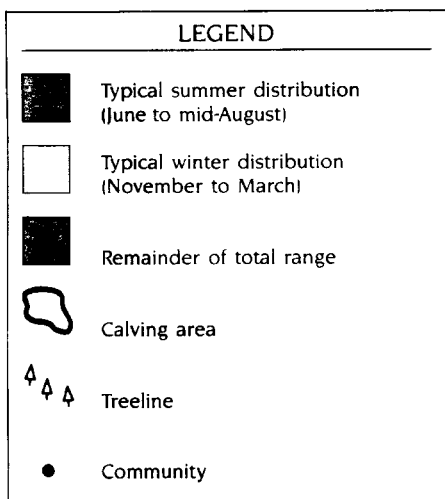 LEGEND
Typical summer distribution
(June to mid-August)
Typical winter distribution
(November to March)
Remainder of total range
Calving area
Treeline
Community